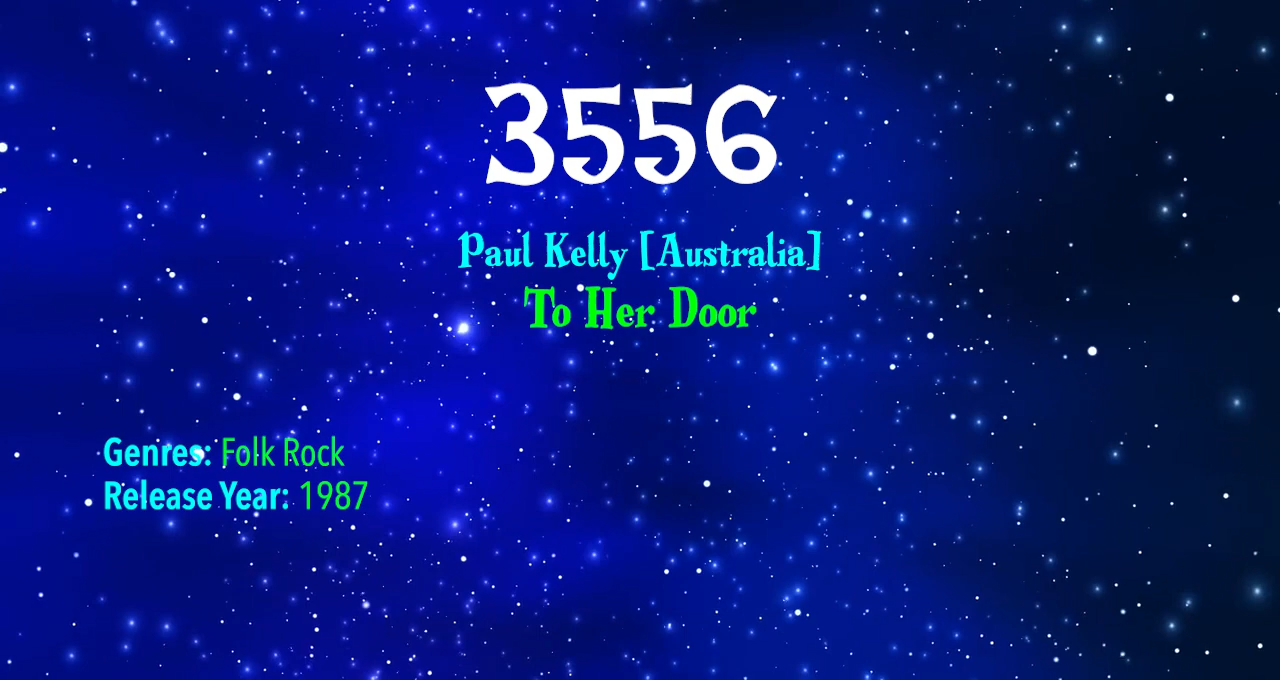 3556
Paul Kelly [Australia]
To Her Door
Genres: Folk Rock
Release Year: 1987